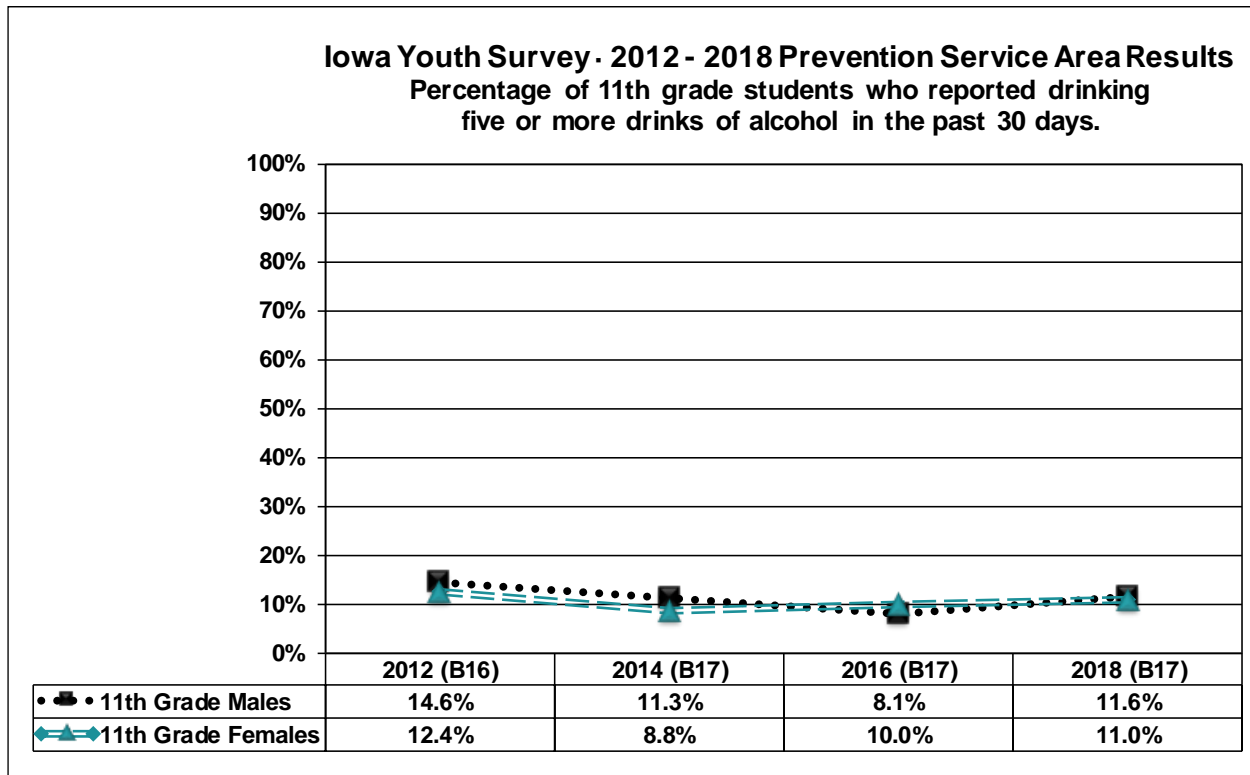 Iowa Youth Survey · 2012 - 2018 Prevention Service Area Results
Percentage of 11th grade students who reported drinking
five or more drinks of alcohol in the past 30 days.
100%
90%
80%
70%
60%
50%
40%
30%
20%
10%
0%
2012 (B16) 2014 (B17) 2016 (B17) 2018 (B17)
11th Grade Males 14.6% 11.3% 8.1% 11.6%
11th Grade Females 12.4% 8.8% 10.0% 11.0%